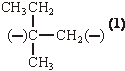 CH₃CH₂
(–)C–CH₂(–) (1)
CH₃